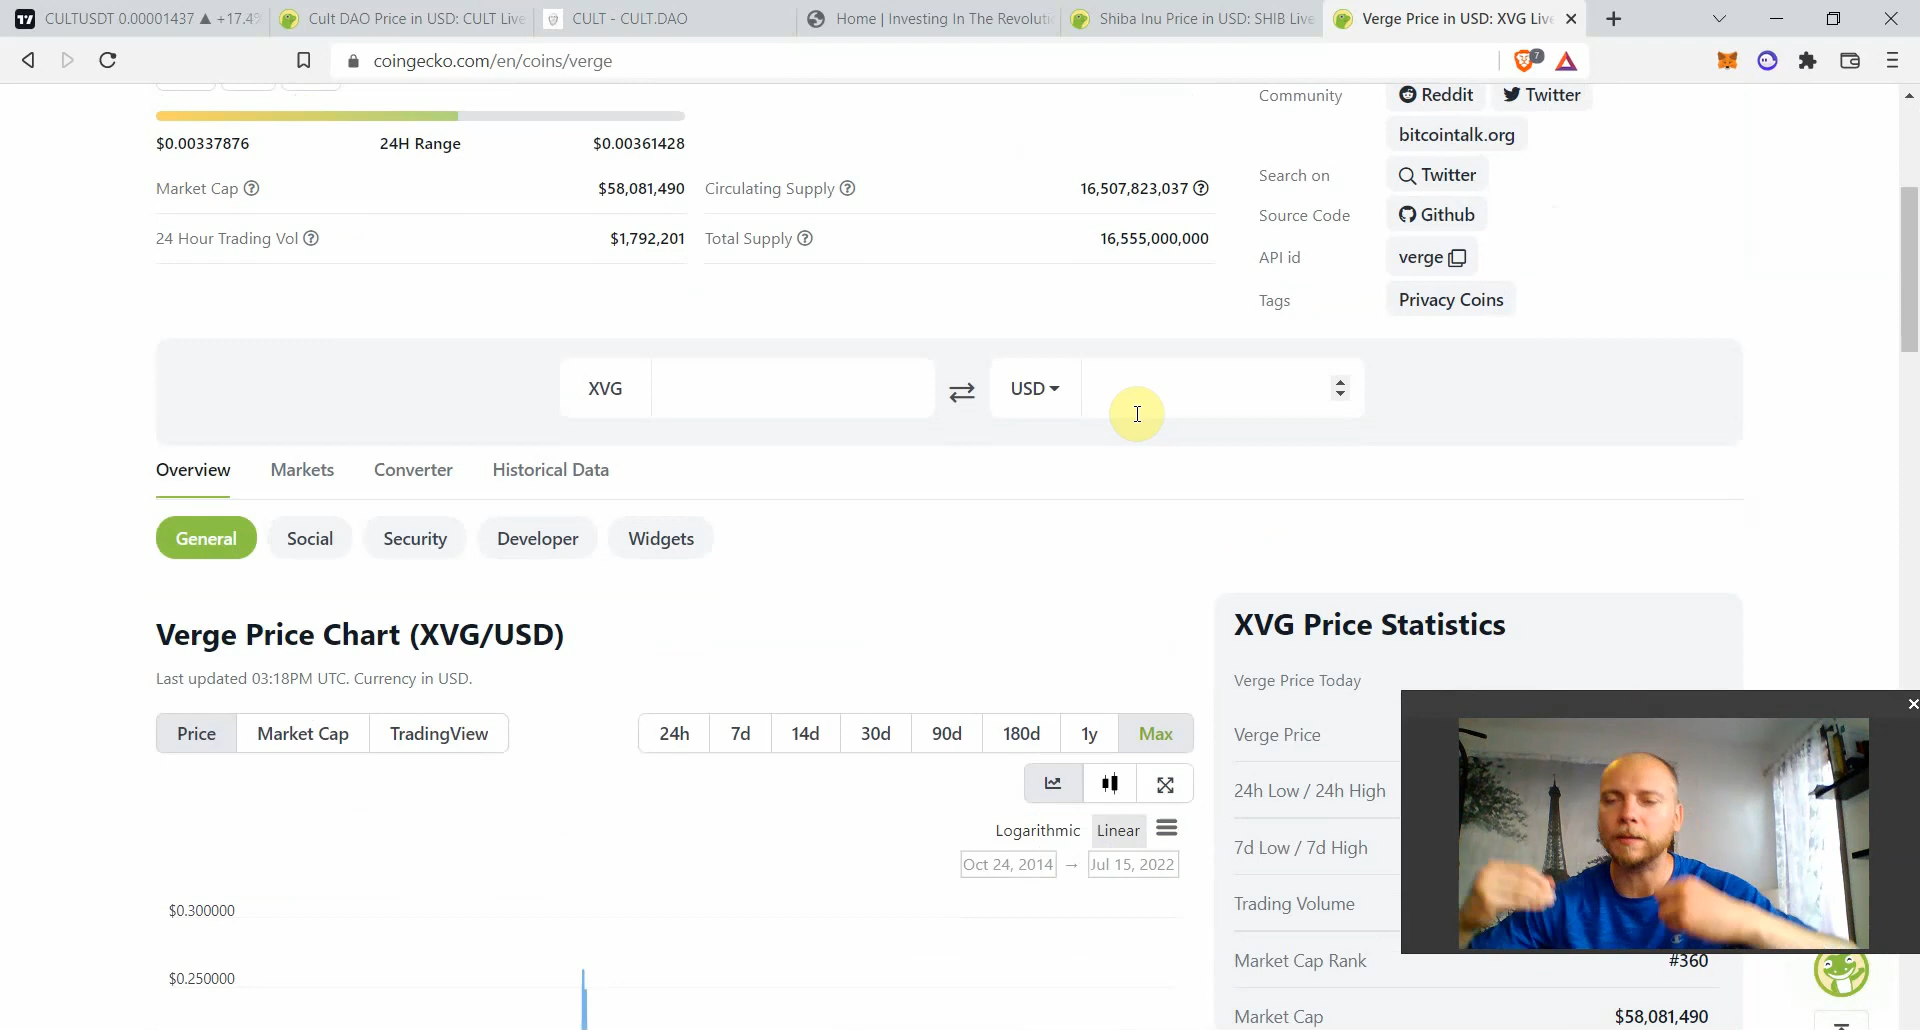 CULTUSDT 0.00001437 ▲ +17.4%
Cult DAO Price in USD: CULT Live
CULT - CULT.DAO
Home | Investing In The Revoluti
Shiba Inu Price in USD: SHIB Live
Verge Price in USD: XVG Live
coingecko.com/en/coins/verge
7
Community
Reddit
Twitter
bitcointalk.org
$0.00337876
24H Range
$0.00361428
Market Cap
$58,081,490
Circulating Supply
16,507,823,037
24 Hour Trading Vol
$1,792,201
Total Supply
16,555,000,000
Search on
Twitter
Source Code
Github
API id
verge
Tags
Privacy Coins
XVG
USD
Overview
Markets
Converter
Historical Data
General
Social
Security
Developer
Widgets
Verge Price Chart (XVG/USD)
Last updated 03:18PM UTC. Currency in USD.
Price
Market Cap
TradingView
24h
7d
14d
30d
90d
180d
1y
Max
Logarithmic
Linear
Oct 24, 2014 → Jul 15, 2022
$0.300000
$0.250000
XVG Price Statistics
Verge Price Today
Verge Price
24h Low / 24h High
7d Low / 7d High
Trading Volume
Market Cap Rank
#360
Market Cap
$58,081,490